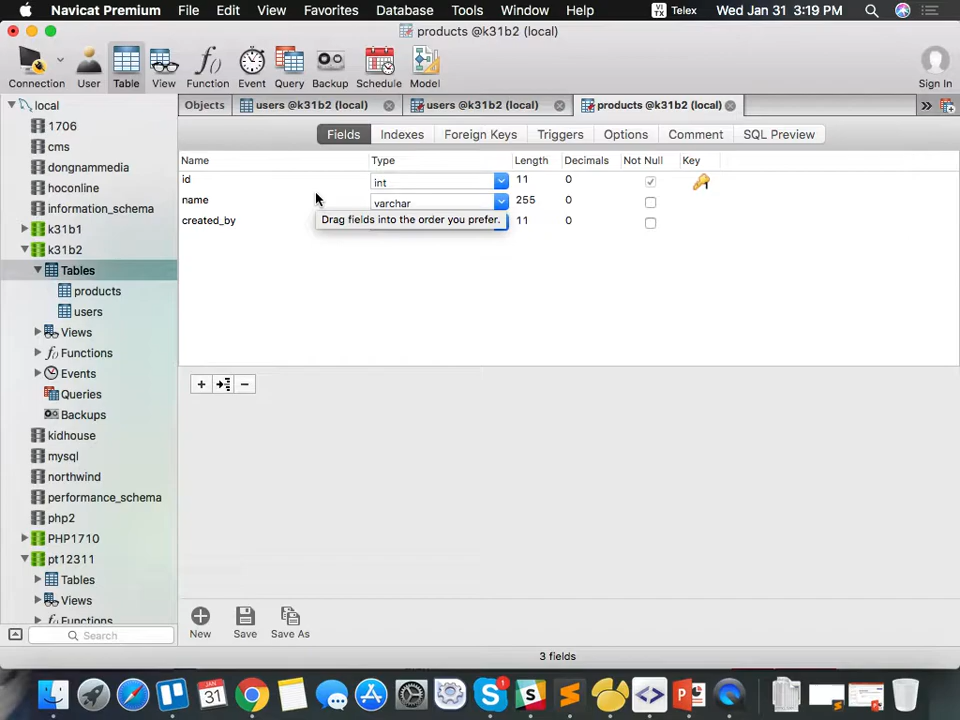 Navicat Premium File Edit View Favorites Database Tools Window Help VI TX Telex Wed Jan 31 3:19 PM
products @k31b2 (local)
Connection User Table View Function Event Query Backup Schedule Model Sign In
local
Objects users @k31b2 (local) users @k31b2 (local) products @k31b2 (local)
1706
cms
dongnammedia
hoconline
information_schema
k31b1
k31b2
Tables
products
users
Views
Functions
Events
Queries
Backups
kidhouse
mysql
northwind
performance_schema
php2
PHP1710
pt12311
Tables
Views
Functions
Search
Fields Indexes Foreign Keys Triggers Options Comment SQL Preview
Name Type Length Decimals Not Null Key
id int 11 0
name varchar 255 0
Drag fields into the order you prefer.
created_by 11 0
New Save Save As
3 fields
JAN
31